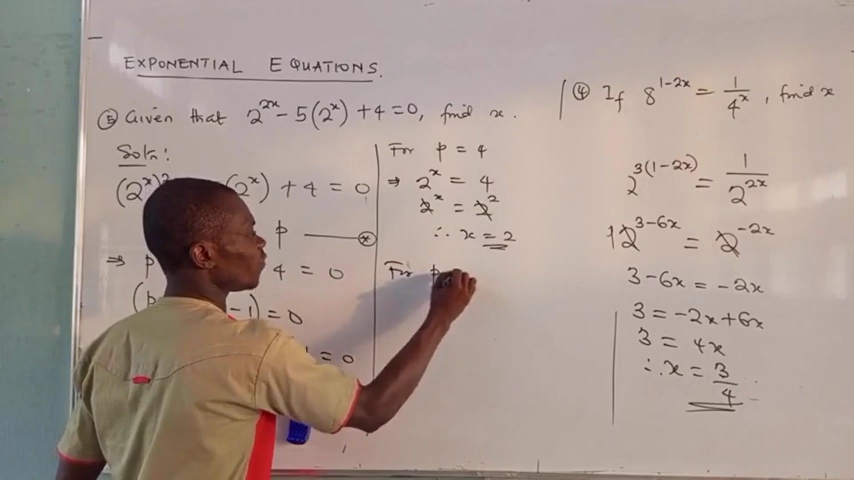 EXPONENTIAL EQUATIONS.
⑤ Given that 2^{2x} - 5(2^x) + 4 = 0, find x.
Soln:
(2^x)² (2^x) + 4 = 0
p ⊛
⇒ p 4 = 0
(p -1) = 0
1 = 0
For p = 4
⇒ 2^x = 4
2^x = 2²
∴ x = 2
For p
④ If 8^{1-2x} = 1/4^x, find x
2^{3(1-2x)} = 1/2^{2x}
2^{3-6x} = 2^{-2x}
3-6x = -2x
3 = -2x+6x
3 = 4x
∴ x = 3/4